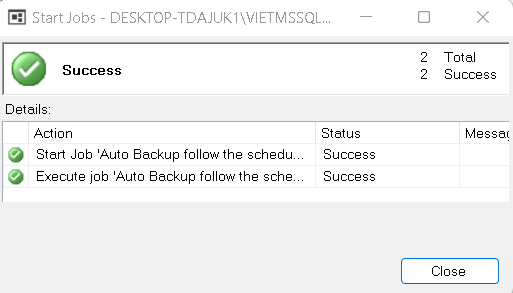 Start Jobs - DESKTOP-TDAJUK1\VIETMSSQL...
Success
2 Total
2 Success
Details:
Action Status Messag
Start Job 'Auto Backup follow the schedu... Success
Execute job 'Auto Backup follow the sche... Success
Close